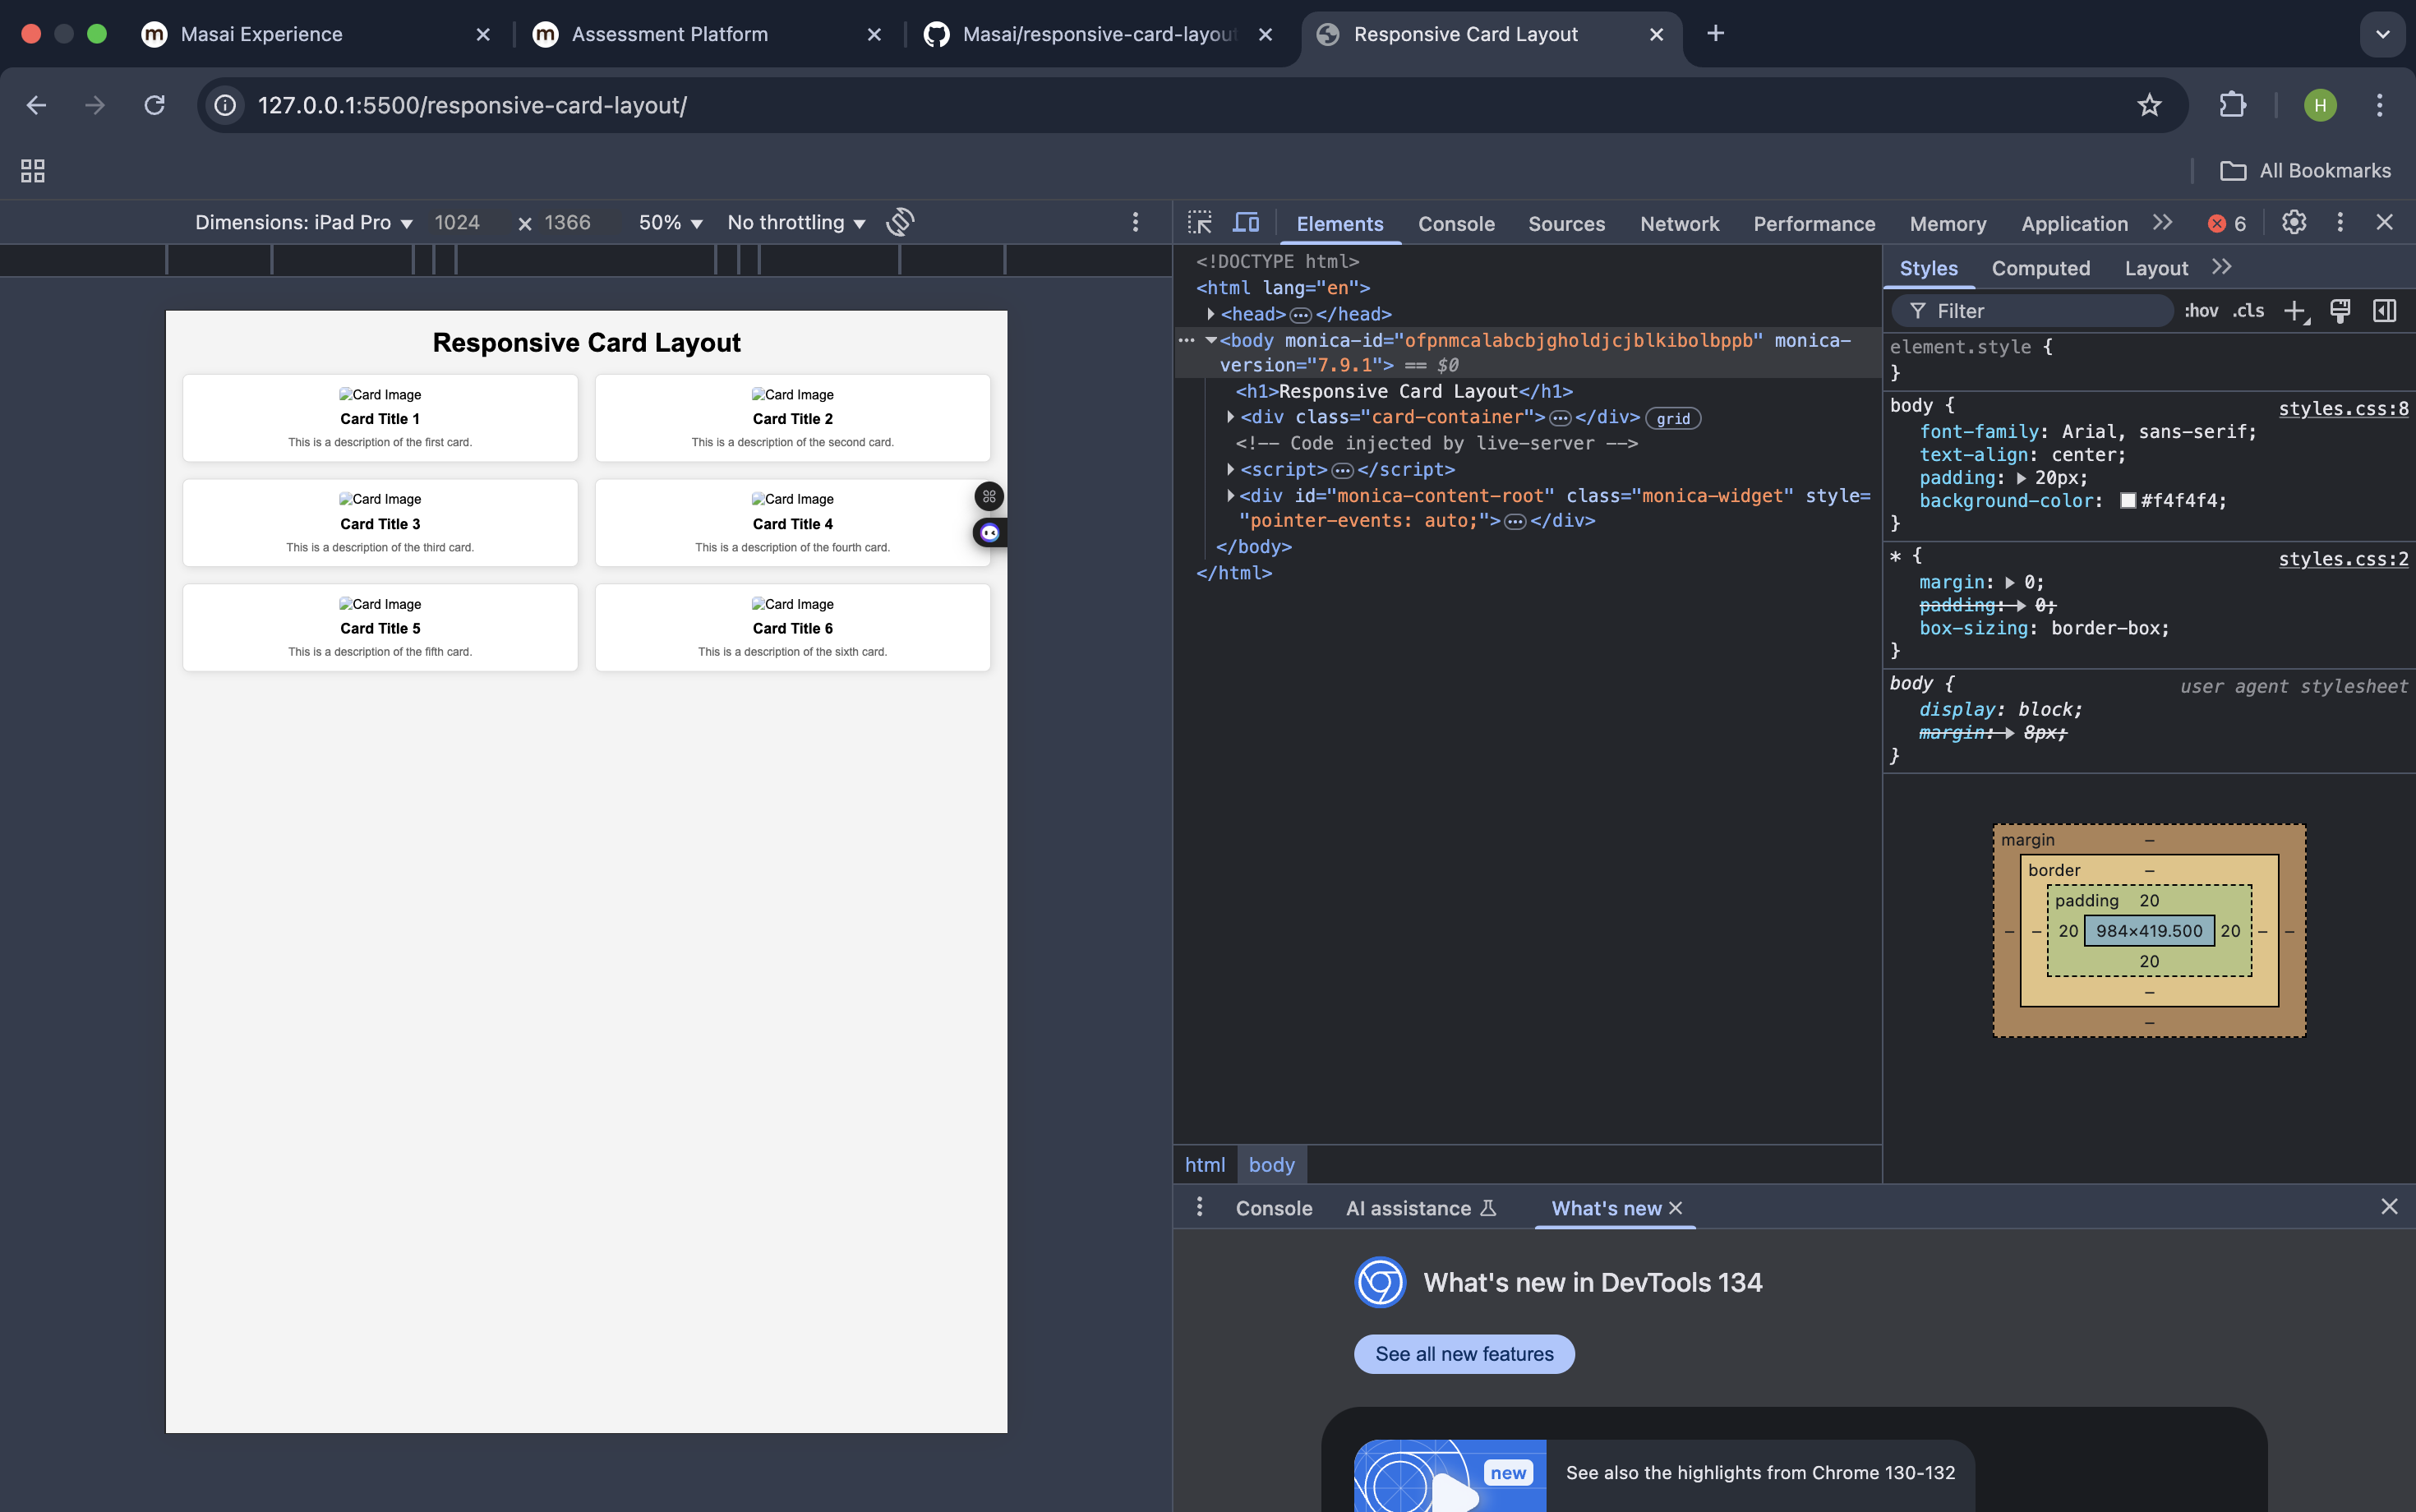 Masai Experience
Assessment Platform
Masai/responsive-card-layou
Responsive Card Layout
127.0.0.1:5500/responsive-card-layout/
H
All Bookmarks
Dimensions: iPad Pro 1024 × 1366 50% No throttling
Elements Console Sources Network Performance Memory Application 6
<!DOCTYPE html>
<html lang="en">
<head> </head>
<body monica-id="ofpnmcalabcbjgholdjcjblkibolbppb" monica-
version="7.9.1"> == $0
<h1>Responsive Card Layout</h1>
<div class="card-container"> </div> grid
<!-- Code injected by live-server -->
<script> </script>
<div id="monica-content-root" class="monica-widget" style=
"pointer-events: auto;"> </div>
</body>
</html>
Responsive Card Layout
Card Image
Card Title 1
This is a description of the first card.
Card Image
Card Title 2
This is a description of the second card.
Card Image
Card Title 3
This is a description of the third card.
Card Image
Card Title 4
This is a description of the fourth card.
Card Image
Card Title 5
This is a description of the fifth card.
Card Image
Card Title 6
This is a description of the sixth card.
Styles Computed Layout
Filter :hov .cls
element.style {
}
body { styles.css:8
font-family: Arial, sans-serif;
text-align: center;
padding: 20px;
background-color: #f4f4f4;
}
* { styles.css:2
margin: 0;
padding: 0;
box-sizing: border-box;
}
body { user agent stylesheet
display: block;
margin: 8px;
}
margin –
border –
padding 20
– – 20 984×419.500 20 – –
20
–
–
html body
Console AI assistance What's new
What's new in DevTools 134
See all new features
new
See also the highlights from Chrome 130-132